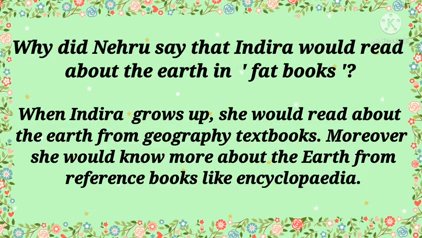 Why did Nehru say that Indira would read
about the earth in ' fat books '?
When Indira grows up, she would read about
the earth from geography textbooks. Moreover
she would know more about the Earth from
reference books like encyclopaedia.